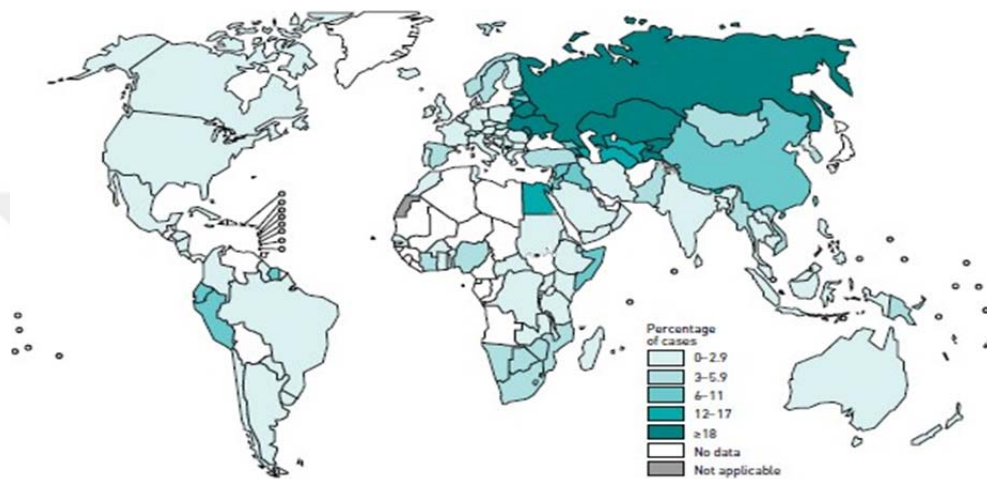 Percentage
of cases
0–2.9
3–5.9
6–11
12–17
≥18
No data
Not applicable